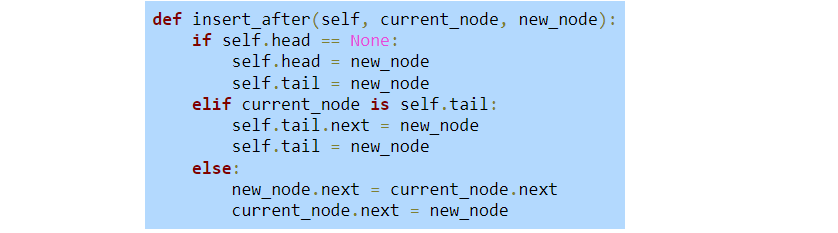 def insert_after(self, current_node, new_node):
    if self.head == None:
        self.head = new_node
        self.tail = new_node
    elif current_node is self.tail:
        self.tail.next = new_node
        self.tail = new_node
    else:
        new_node.next = current_node.next
        current_node.next = new_node